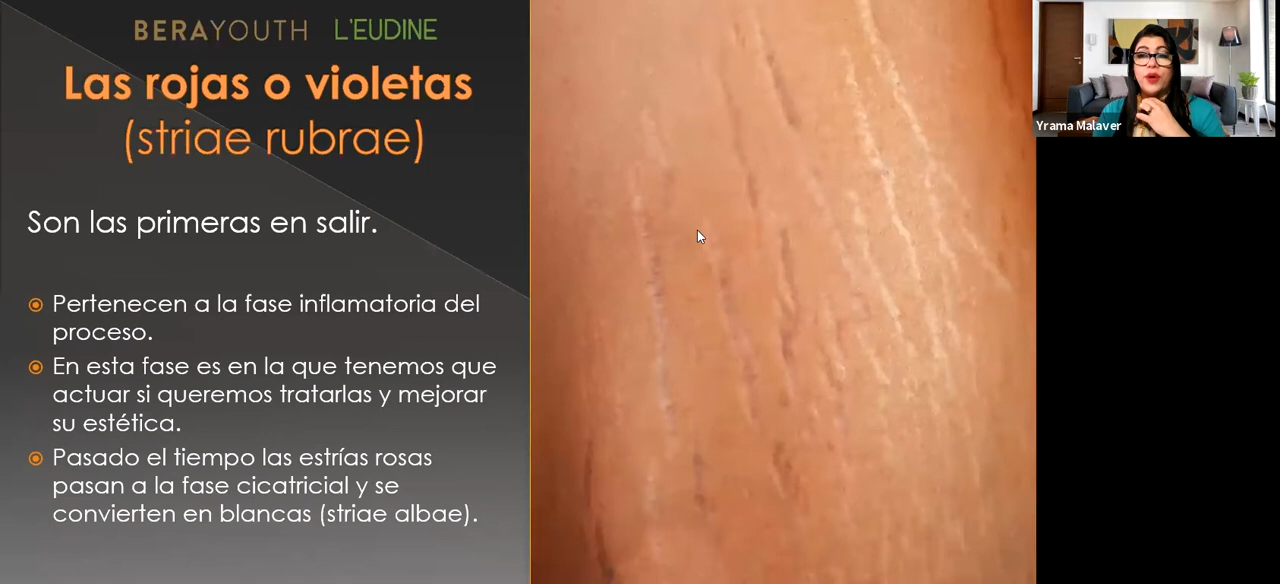 BERAYOUTH L'EUDINE
Las rojas o violetas
(striae rubrae)
Son las primeras en salir.
Pertenecen a la fase inflamatoria del
proceso.
En esta fase es en la que tenemos que
actuar si queremos tratarlas y mejorar
su estética.
Pasado el tiempo las estrías rosas
pasan a la fase cicatricial y se
convierten en blancas (striae albae).
Yrama Malaver